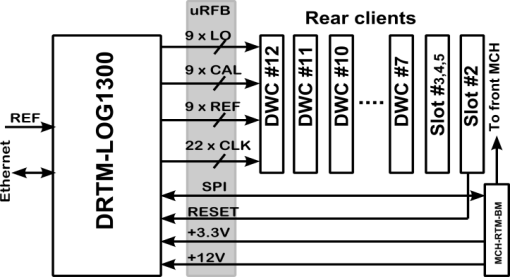 uRFB
Rear clients
9 x LO
9 x CAL
9 x REF
22 x CLK
REF
Ethernet
DRTM-LOG1300
DWC #12
DWC #11
DWC #10
DWC #7
Slot #3,4,5
Slot #2
To front MCH
SPI
RESET
+3.3V
+12V
MCH-RTM-BM